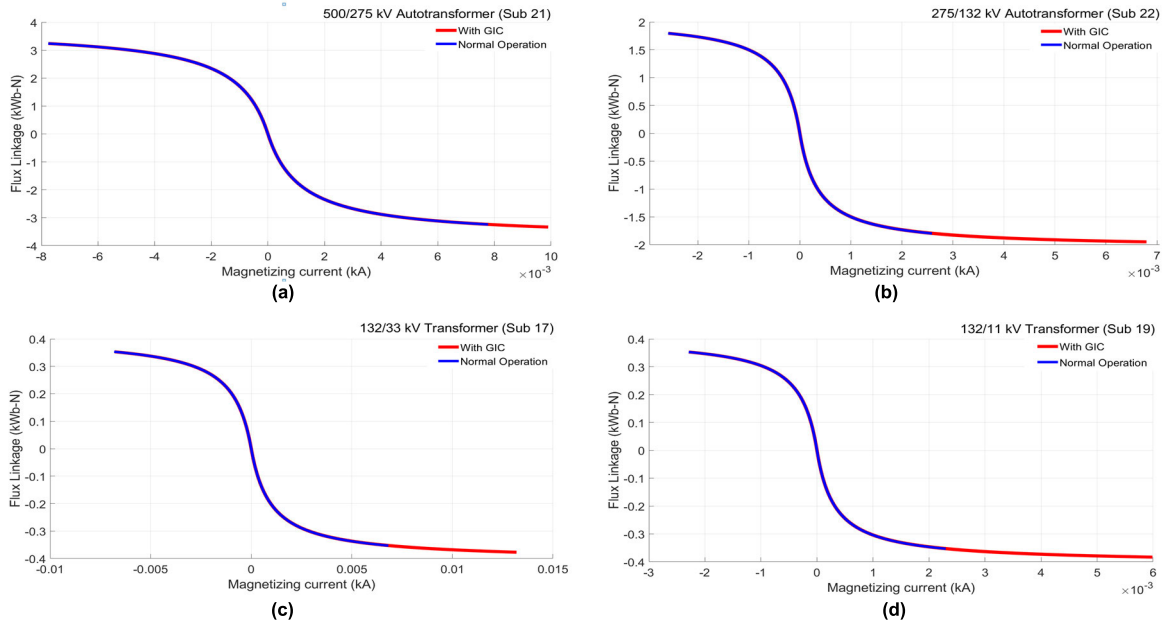 500/275 kV Autotransformer (Sub 21)
With GIC
Normal Operation
Flux Linkage (kWb-N)
4
3
2
1
0
-1
-2
-3
-4
-8 -6 -4 -2 0 2 4 6 8 10
×10⁻³
Magnetizing current (kA)
(a)
275/132 kV Autotransformer (Sub 22)
With GIC
Normal Operation
Flux Linkage (kWb-N)
2
1.5
1
0.5
0
-0.5
-1
-1.5
-2
-2 -1 0 1 2 3 4 5 6 7
×10⁻³
Magnetizing current (kA)
(b)
132/33 kV Transformer (Sub 17)
With GIC
Normal Operation
Flux Linkage (kWb-N)
0.4
0.3
0.2
0.1
0
-0.1
-0.2
-0.3
-0.4
-0.01 -0.005 0 0.005 0.01 0.015
Magnetizing current (kA)
(c)
132/11 kV Transformer (Sub 19)
With GIC
Normal Operation
Flux Linkage (kWb-N)
0.4
0.3
0.2
0.1
0
-0.1
-0.2
-0.3
-0.4
-3 -2 -1 0 1 2 3 4 5 6
×10⁻³
Magnetizing current (kA)
(d)